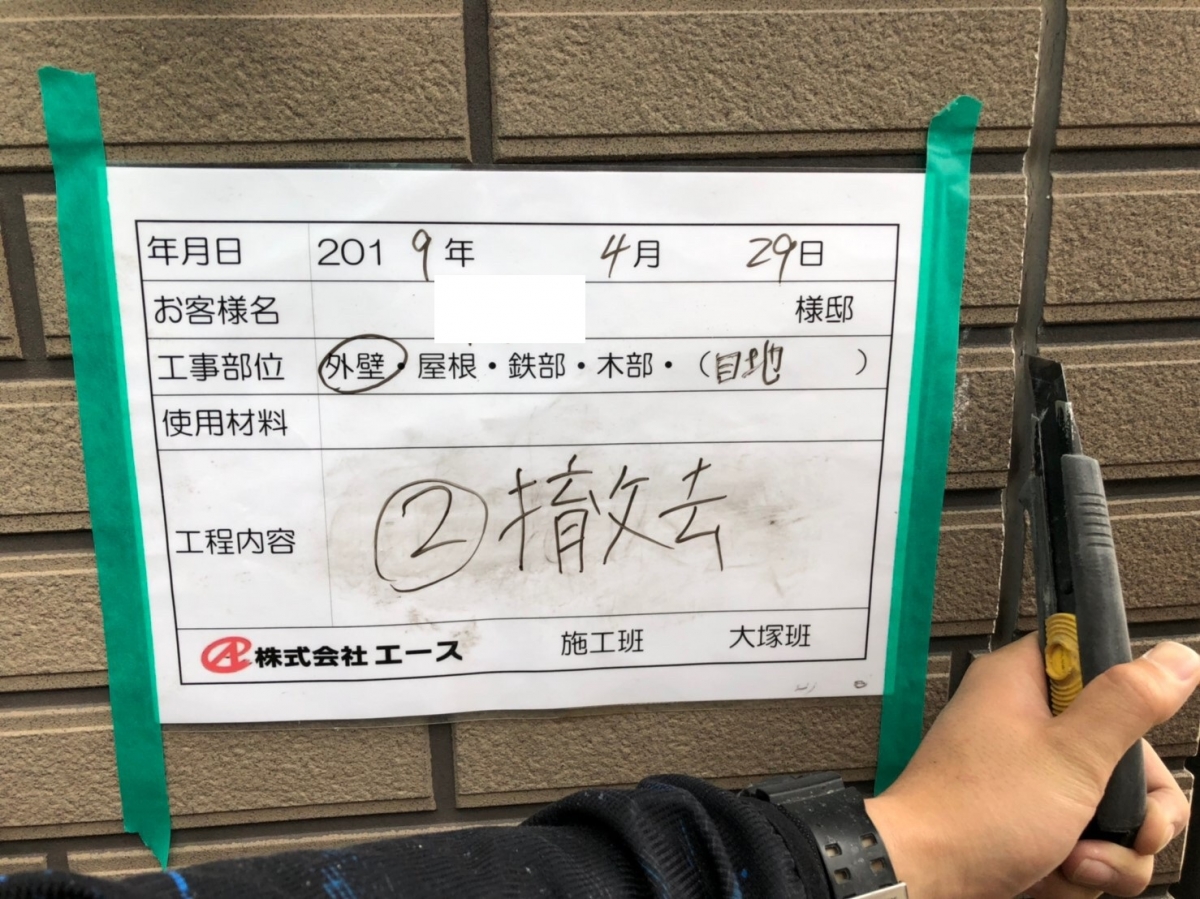 年月日 2019年 4月 29日
お客様名 様邸
工事部位 外壁・屋根・鉄部・木部・(目地 )
使用材料
工程内容 ②撤去
株式会社エース 施工班 大塚班